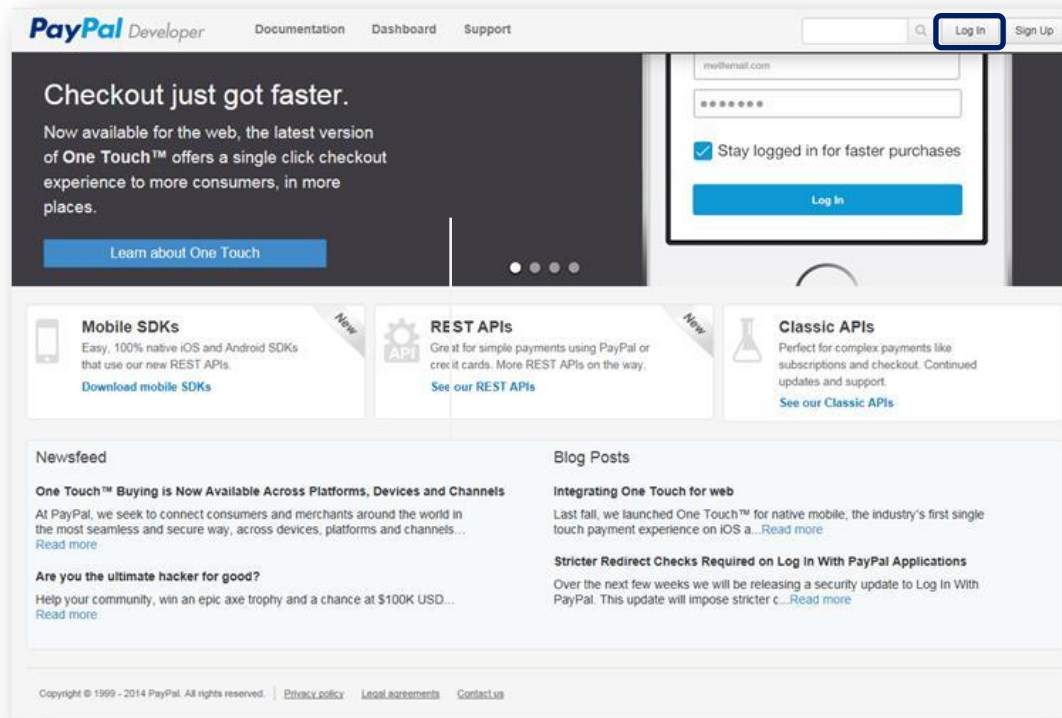 PayPal Developer Documentation Dashboard Support Log In Sign Up
Checkout just got faster.
Now available for the web, the latest version
of One Touch™ offers a single click checkout
experience to more consumers, in more
places.
Learn about One Touch
me@email.com
Stay logged in for faster purchases
Log In
Mobile SDKs
Easy, 100% native iOS and Android SDKs
that use our new REST APIs.
Download mobile SDKs
New
API
REST APIs
Great for simple payments using PayPal or
credit cards. More REST APIs on the way.
See our REST APIs
New
Classic APIs
Perfect for complex payments like
subscriptions and checkout. Continued
updates and support.
See our Classic APIs
Newsfeed
One Touch™ Buying is Now Available Across Platforms, Devices and Channels
At PayPal, we seek to connect consumers and merchants around the world in
the most seamless and secure way, across devices, platforms and channels...
Read more
Are you the ultimate hacker for good?
Help your community, win an epic axe trophy and a chance at $100K USD...
Read more
Blog Posts
Integrating One Touch for web
Last fall, we launched One Touch™ for native mobile, the industry's first single
touch payment experience on iOS a...Read more
Stricter Redirect Checks Required on Log In With PayPal Applications
Over the next few weeks we will be releasing a security update to Log In With
PayPal. This update will impose stricter c...Read more
Copyright © 1999 - 2014 PayPal. All rights reserved. Privacy policy Legal agreements Contact us